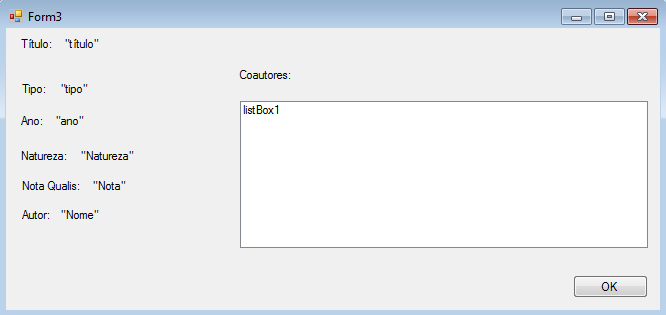 Form3
Título: "título"
Coautores:
Tipo: "tipo"
listBox1
Ano: "ano"
Natureza: "Natureza"
Nota Qualis: "Nota"
Autor: "Nome"
OK